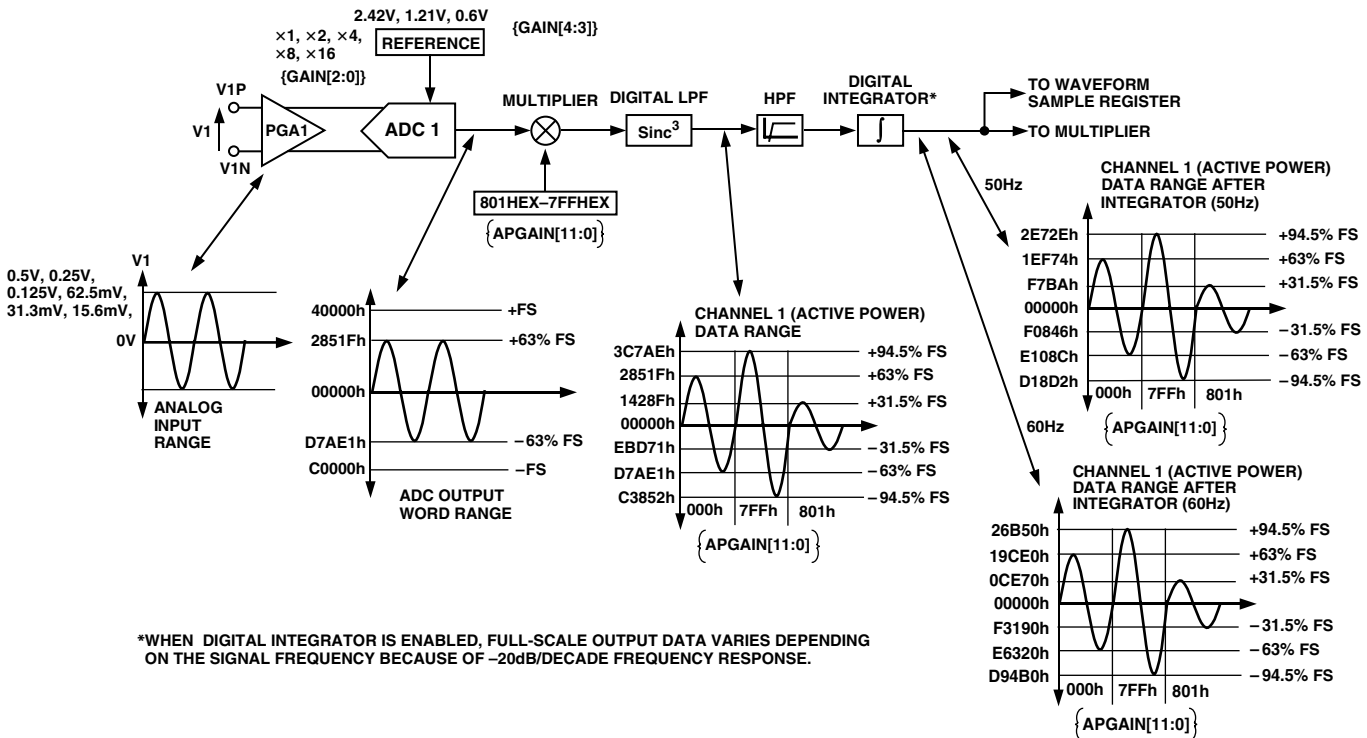 2.42V, 1.21V, 0.6V
{GAIN[4:3]}
×1, ×2, ×4,
×8, ×16
{GAIN[2:0]}
REFERENCE
V1P
V1
V1N
PGA1
ADC 1
MULTIPLIER
801HEX–7FFHEX
{APGAIN[11:0]}
DIGITAL LPF
Sinc³
HPF
DIGITAL
INTEGRATOR*
∫
TO WAVEFORM
SAMPLE REGISTER
TO MULTIPLIER
50Hz
60Hz
V1
0.5V, 0.25V,
0.125V, 62.5mV,
31.3mV, 15.6mV,
0V
ANALOG
INPUT
RANGE
40000h +FS
2851Fh +63% FS
00000h
D7AE1h –63% FS
C0000h –FS
ADC OUTPUT
WORD RANGE
CHANNEL 1 (ACTIVE POWER)
DATA RANGE
3C7AEh +94.5% FS
2851Fh +63% FS
1428Fh +31.5% FS
00000h
EBD71h –31.5% FS
D7AE1h –63% FS
C3852h –94.5% FS
000h 7FFh 801h
{APGAIN[11:0]}
CHANNEL 1 (ACTIVE POWER)
DATA RANGE AFTER
INTEGRATOR (50Hz)
2E72Eh +94.5% FS
1EF74h +63% FS
F7BAh +31.5% FS
00000h
F0846h –31.5% FS
E108Ch –63% FS
D18D2h –94.5% FS
000h 7FFh 801h
{APGAIN[11:0]}
CHANNEL 1 (ACTIVE POWER)
DATA RANGE AFTER
INTEGRATOR (60Hz)
26B50h +94.5% FS
19CE0h +63% FS
0CE70h +31.5% FS
00000h
F3190h –31.5% FS
E6320h –63% FS
D94B0h –94.5% FS
000h 7FFh 801h
{APGAIN[11:0]}
*WHEN DIGITAL INTEGRATOR IS ENABLED, FULL-SCALE OUTPUT DATA VARIES DEPENDING
ON THE SIGNAL FREQUENCY BECAUSE OF –20dB/DECADE FREQUENCY RESPONSE.